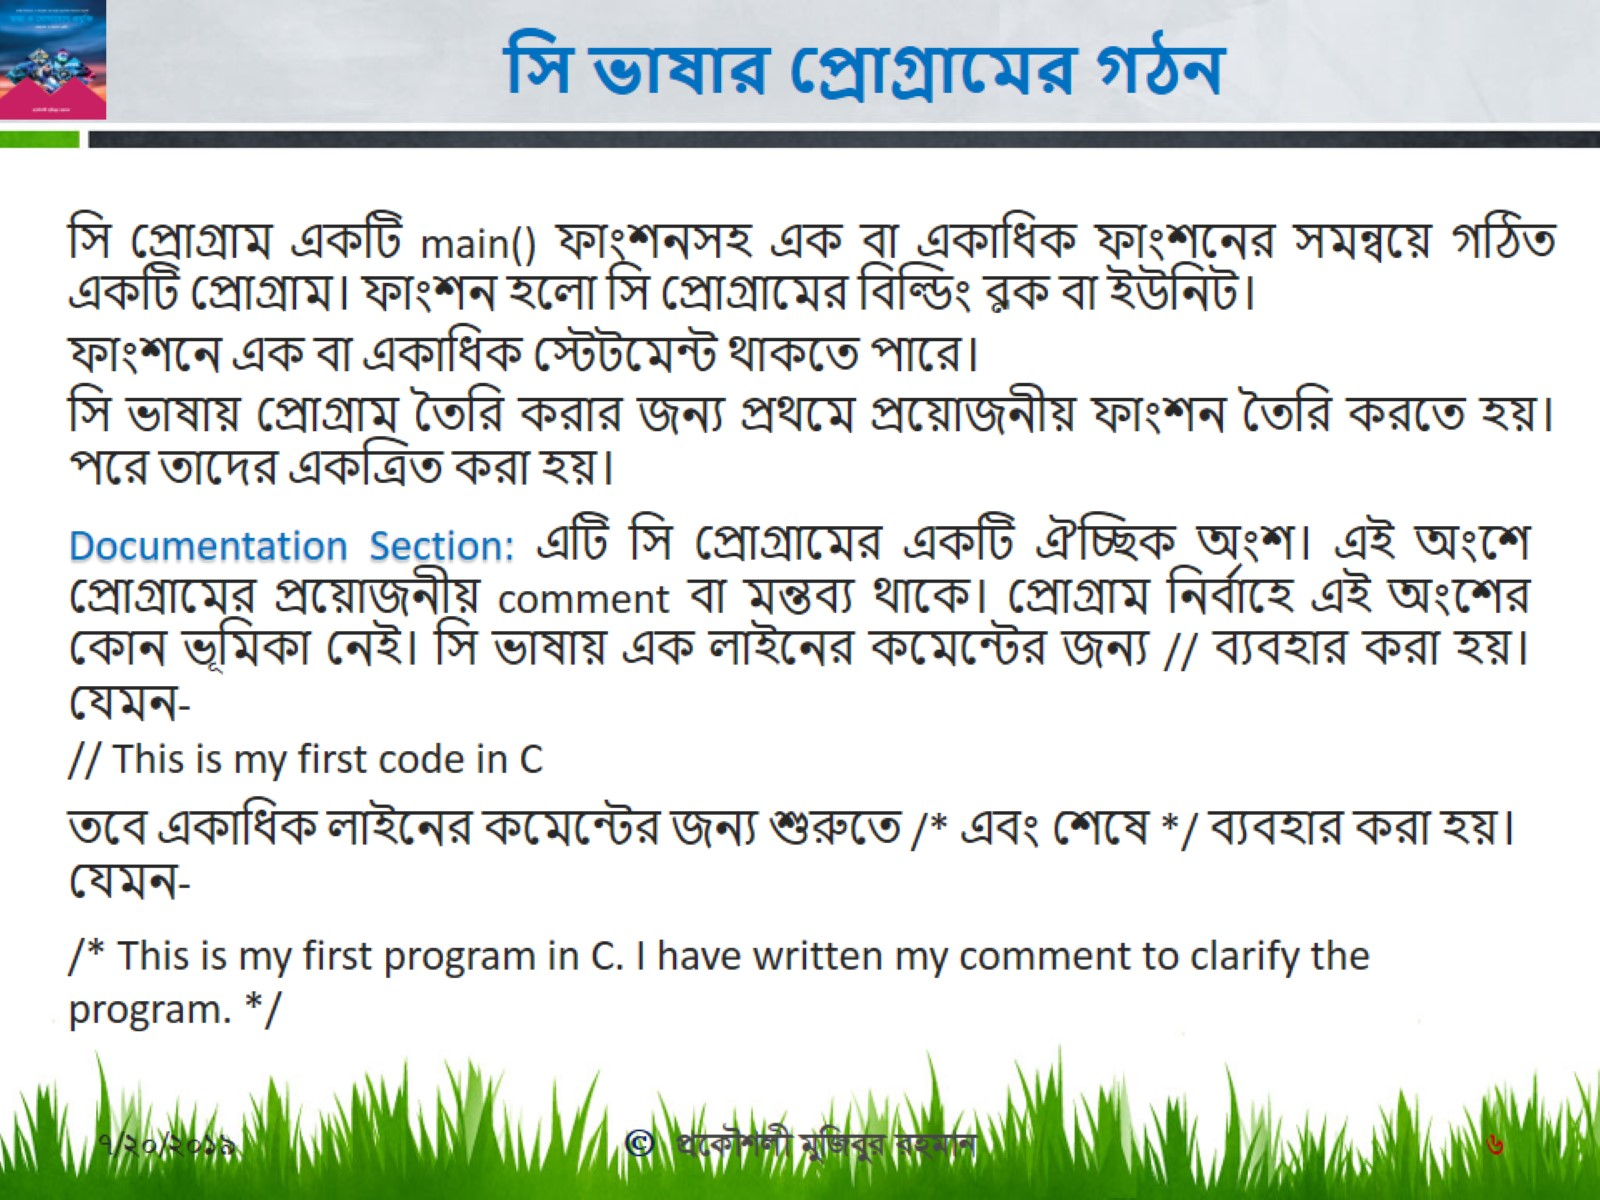 সি ভাষার প্রোগ্রামের গঠন
সি প্রোগ্রাম একটি main() ফাংশনসহ এক বা একাধিক ফাংশনের সমন্বয়ে গঠিত
একটি প্রোগ্রাম। ফাংশন হলো সি প্রোগ্রামের বিল্ডিং ব্লক বা ইউনিট।
ফাংশনে এক বা একাধিক স্টেটমেন্ট থাকতে পারে।
সি ভাষায় প্রোগ্রাম তৈরি করার জন্য প্রথমে প্রয়োজনীয় ফাংশন তৈরি করতে হয়।
পরে তাদের একত্রিত করা হয়।
Documentation Section: এটি সি প্রোগ্রামের একটি ঐচ্ছিক অংশ। এই অংশে
প্রোগ্রামের প্রয়োজনীয় comment বা মন্তব্য থাকে। প্রোগ্রাম নির্বাহে এই অংশের
কোন ভূমিকা নেই। সি ভাষায় এক লাইনের কমেন্টের জন্য // ব্যবহার করা হয়।
যেমন-
// This is my first code in C
তবে একাধিক লাইনের কমেন্টের জন্য শুরুতে /* এবং শেষে */ ব্যবহার করা হয়।
যেমন-
/* This is my first program in C. I have written my comment to clarify the
program. */
৭/২০/২০১৯
© প্রকৌশলী মুজিবুর রহমান
৬